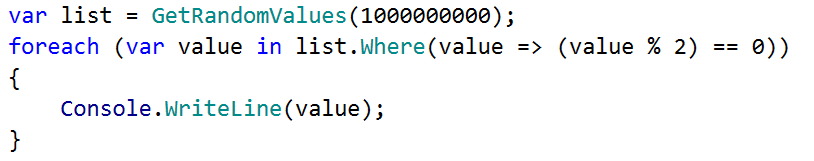 var list = GetRandomValues(1000000000);
foreach (var value in list.Where(value => (value % 2) == 0))
{
    Console.WriteLine(value);
}